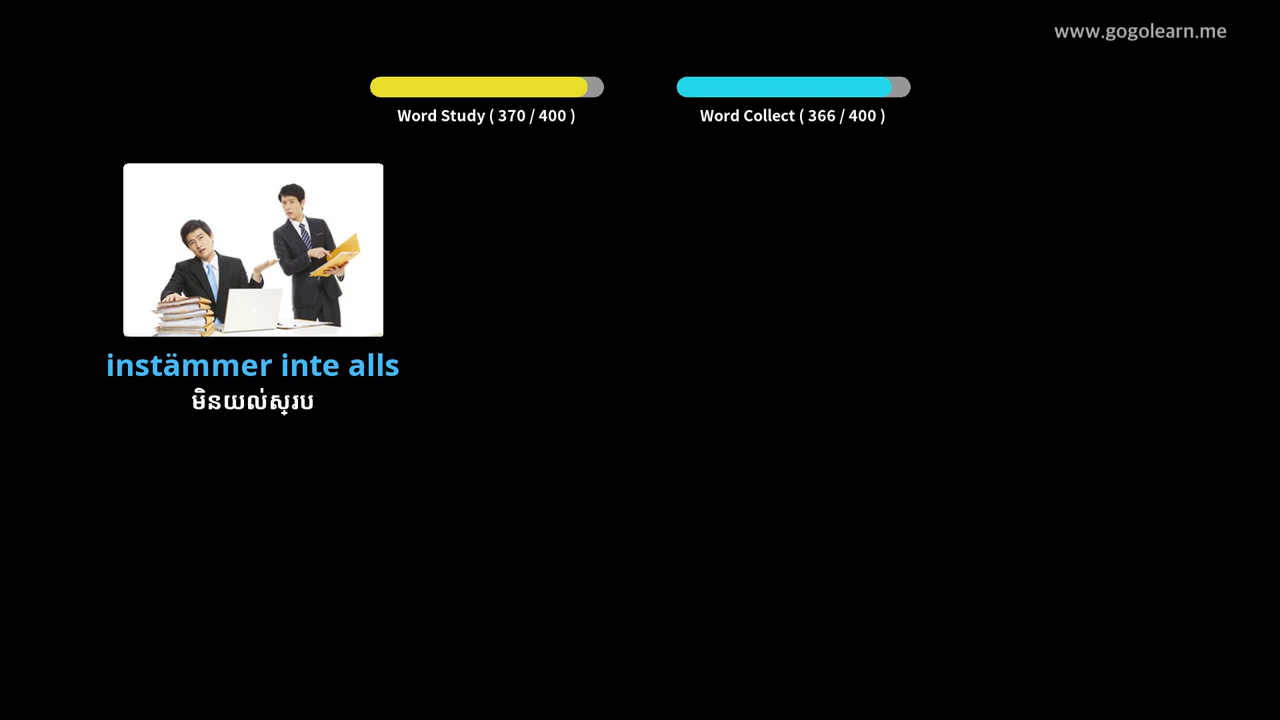 www.gogolearn.me
Word Study ( 370 / 400 )
Word Collect ( 366 / 400 )
instämmer inte alls
មិនយល់ស្រប